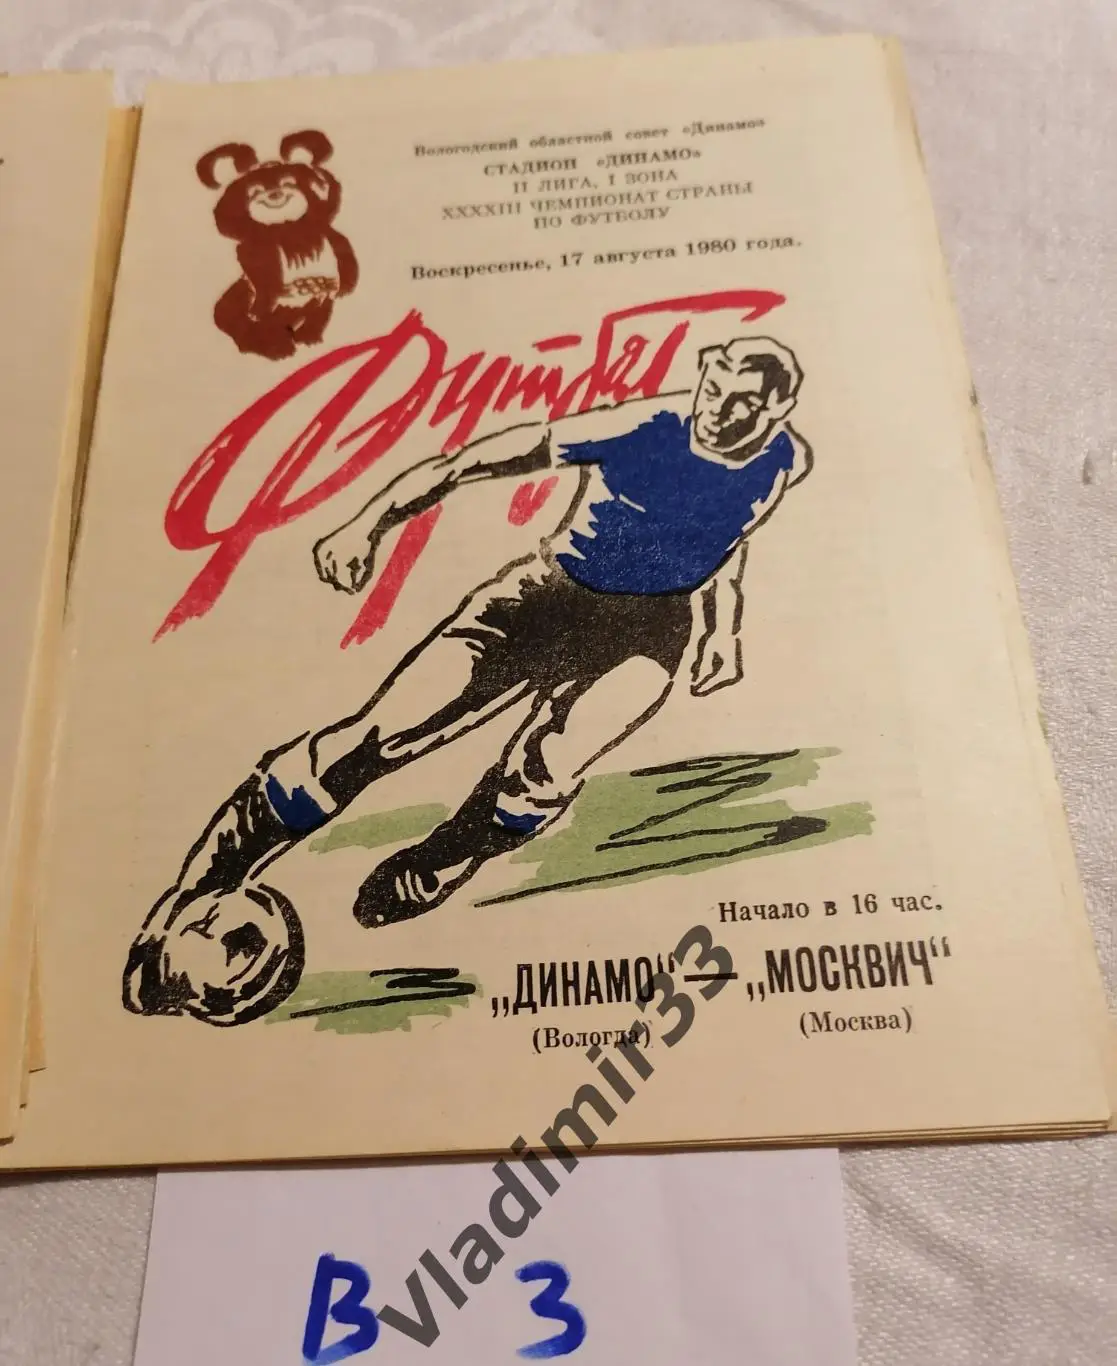 Вологодский областной совет «Динамо»
СТАДИОН «ДИНАМО»
II ЛИГА, I ЗОНА
XXXXIII ЧЕМПИОНАТ СТРАНЫ
ПО ФУТБОЛУ
Воскресенье, 17 августа 1980 года.
Футбол
Начало в 16 час.
„ДИНАМО“ — „МОСКВИЧ“
(Вологда) (Москва)
vladimir33
В 3